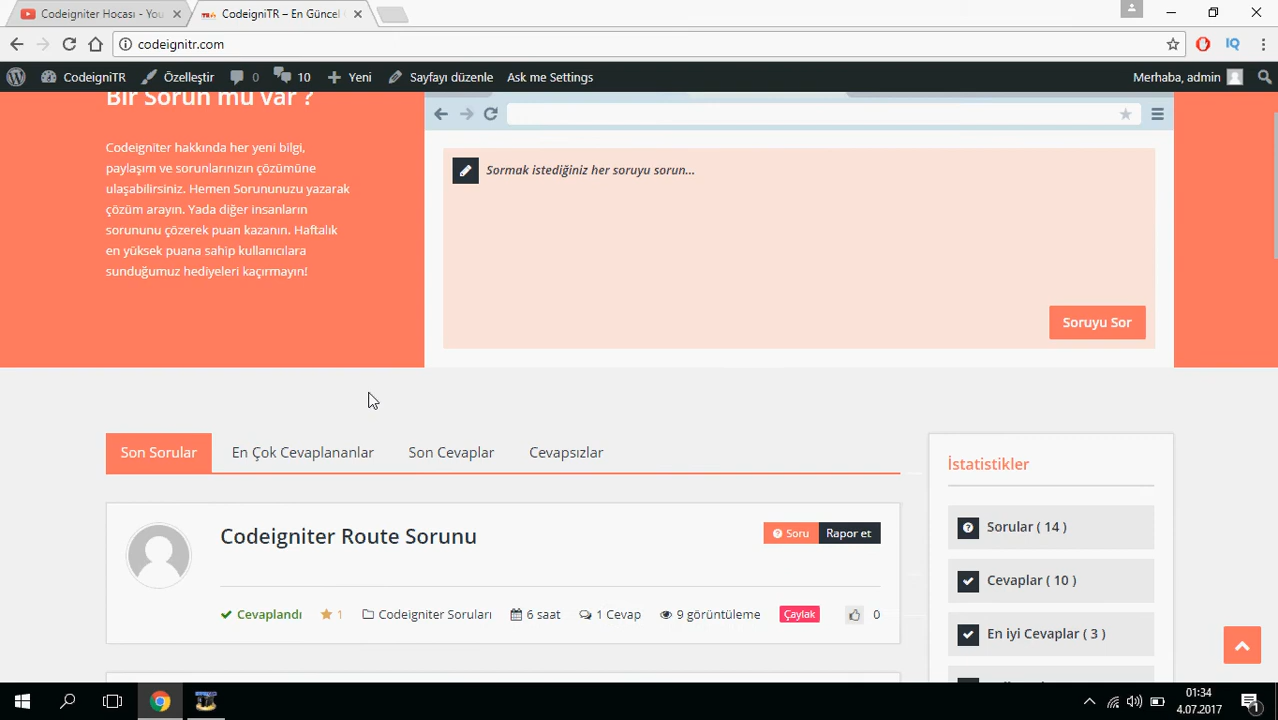 Codeigniter Hocası - You
CodeigniTR – En Güncel
codeignitr.com
CodeigniTR
Özelleştir
0
10
Yeni
Sayfayı düzenle
Ask me Settings
Merhaba, admin
Bir Sorun mu var ?
Codeigniter hakkında her yeni bilgi,
paylaşım ve sorunlarınızın çözümüne
ulaşabilirsiniz. Hemen Sorununuzu yazarak
çözüm arayın. Yada diğer insanların
sorununu çözerek puan kazanın. Haftalık
en yüksek puana sahip kullanıcılara
sunduğumuz hediyeleri kaçırmayın!
Sormak istediğiniz her soruyu sorun...
Soruyu Sor
Son Sorular
En Çok Cevaplananlar
Son Cevaplar
Cevapsızlar
Codeigniter Route Sorunu
Soru
Rapor et
Cevaplandı
1
Codeigniter Soruları
6 saat
1 Cevap
9 görüntüleme
Çaylak
0
İstatistikler
Sorular ( 14 )
Cevaplar ( 10 )
En iyi Cevaplar ( 3 )
01:34
4.07.2017